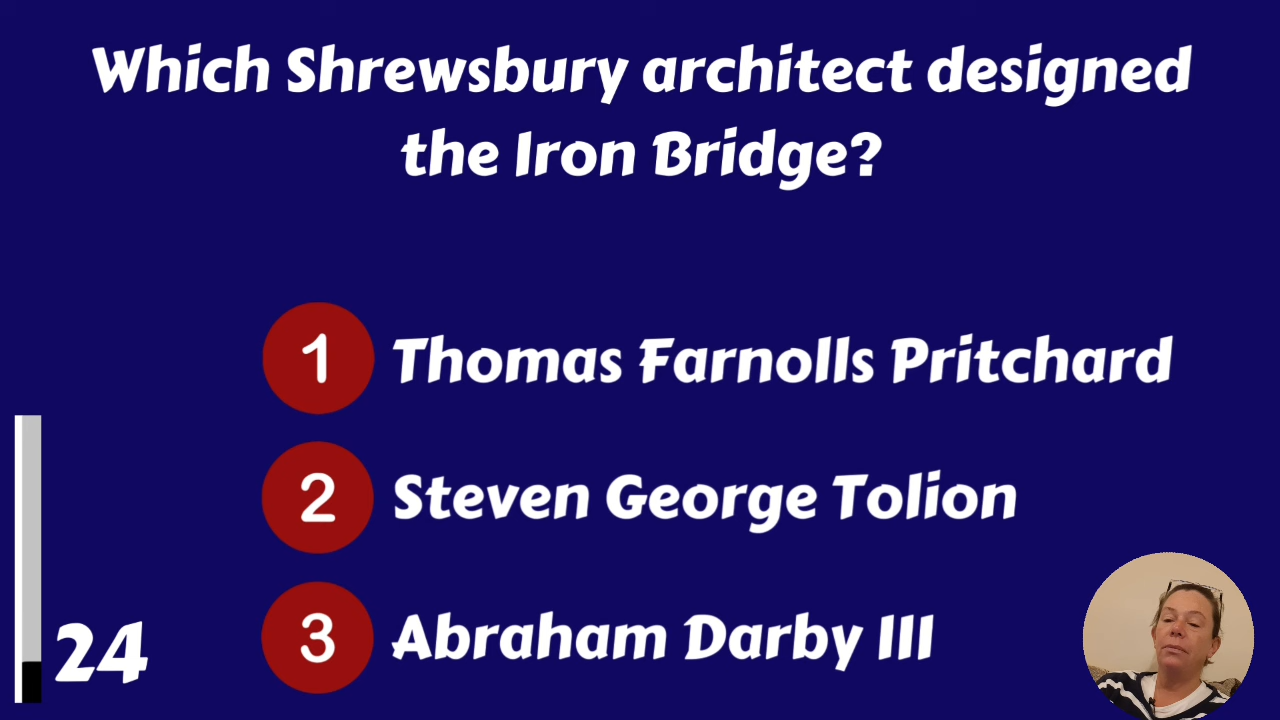 Which Shrewsbury architect designed
the Iron Bridge?
1 Thomas Farnolls Pritchard
2 Steven George Tolion
3 Abraham Darby III
24